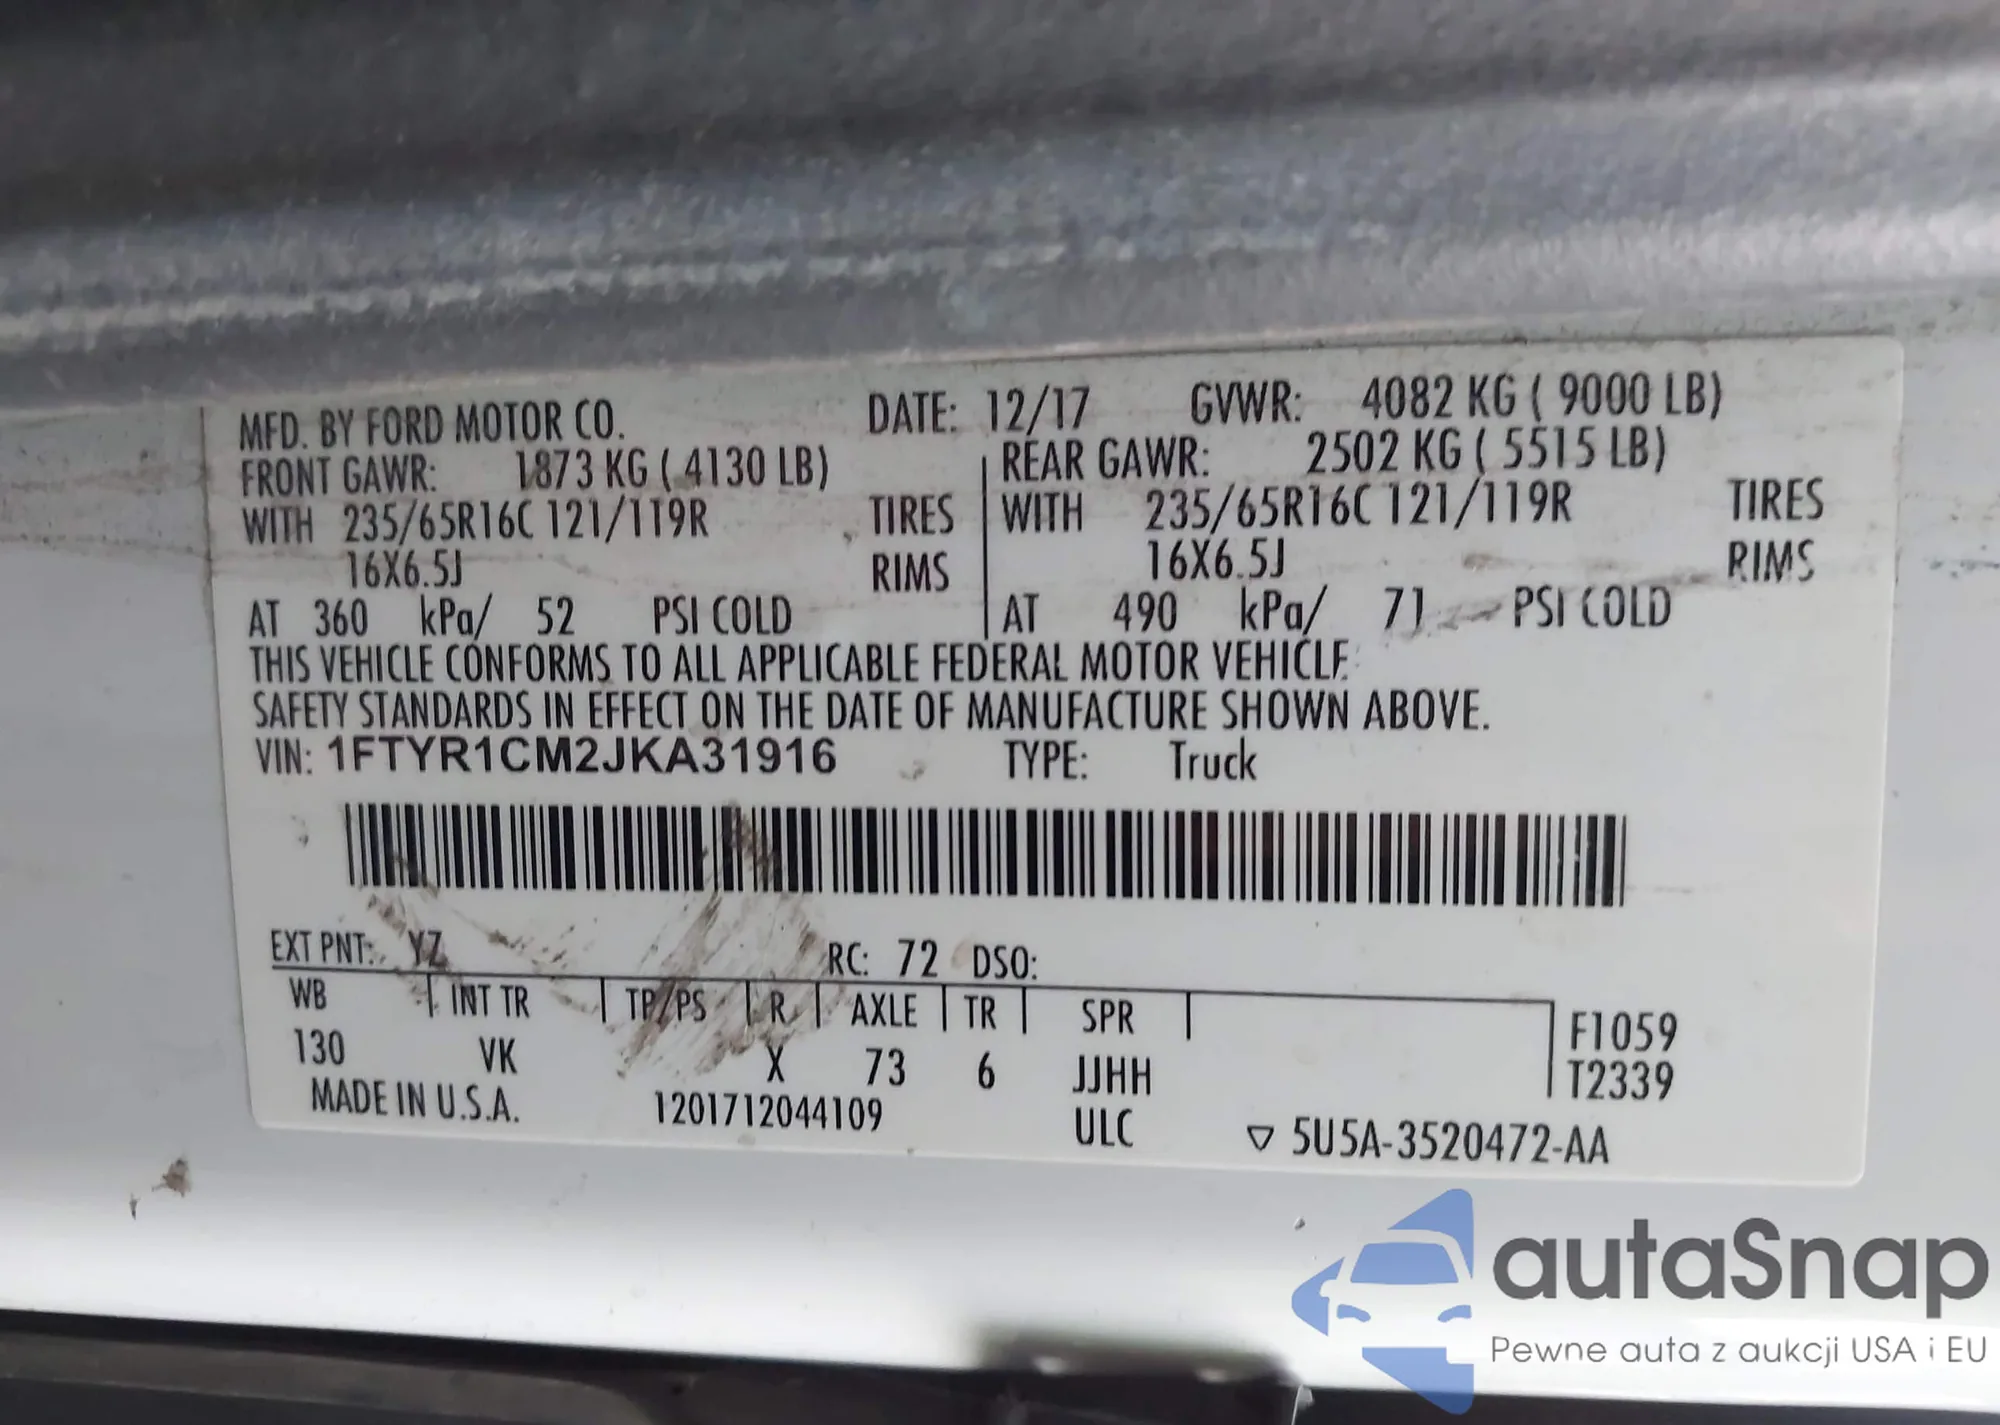 MFD. BY FORD MOTOR CO. DATE: 12/17 GVWR: 4082 KG ( 9000 LB)
FRONT GAWR: 1873 KG ( 4130 LB) REAR GAWR: 2502 KG ( 5515 LB)
WITH 235/65R16C 121/119R TIRES WITH 235/65R16C 121/119R TIRES
16X6.5J RIMS 16X6.5J RIMS
AT 360 kPa/ 52 PSI COLD AT 490 kPa/ 71 PSI COLD
THIS VEHICLE CONFORMS TO ALL APPLICABLE FEDERAL MOTOR VEHICLE
SAFETY STANDARDS IN EFFECT ON THE DATE OF MANUFACTURE SHOWN ABOVE.
VIN: 1FTYR1CM2JKA31916 TYPE: Truck
EXT PNT: YZ RC: 72 DSO:
WB INT TR TP/PS R AXLE TR SPR F1059
130 VK X 73 6 JJHH T2339
MADE IN U.S.A. 1201712044109 ULC ▽ 5U5A-3520472-AA
autaSnap
Pewne auta z aukcji USA i EU